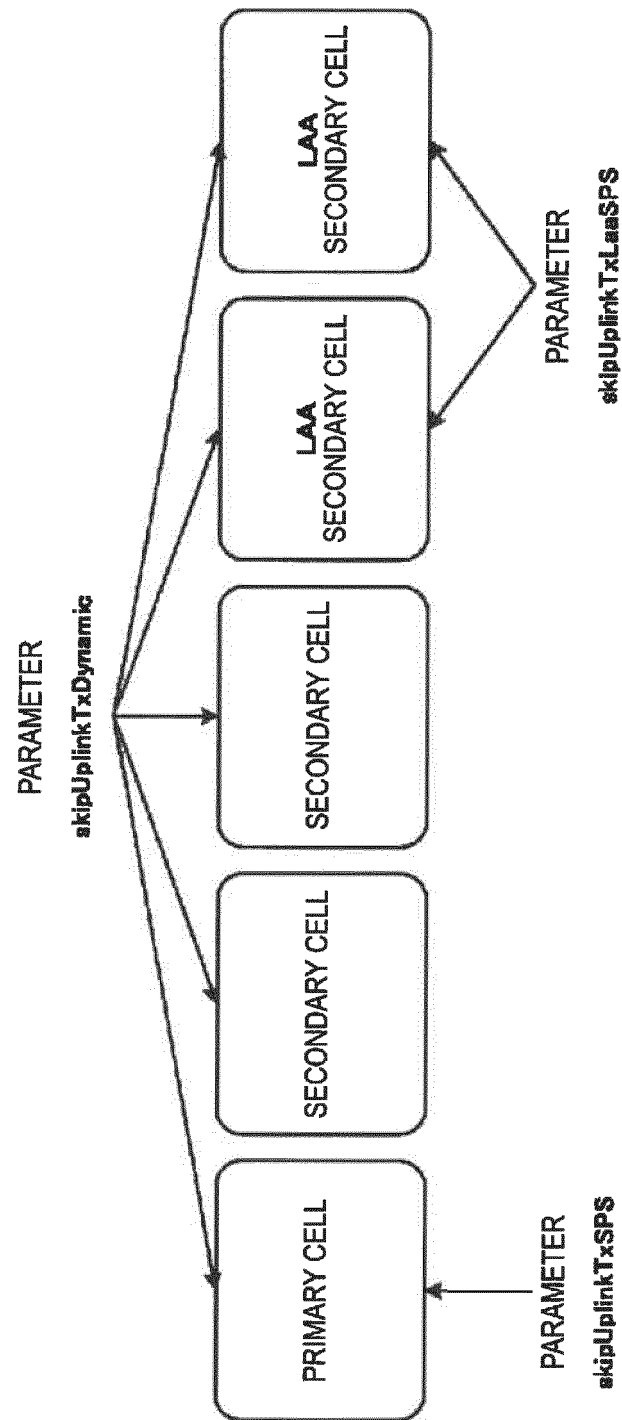 PARAMETER
skipUplinkTxDynamic
PRIMARY CELL
SECONDARY CELL
SECONDARY CELL
LAA
SECONDARY CELL
LAA
SECONDARY CELL
PARAMETER
skipUplinkTxSPS
PARAMETER
skipUplinkTxLaaSPS